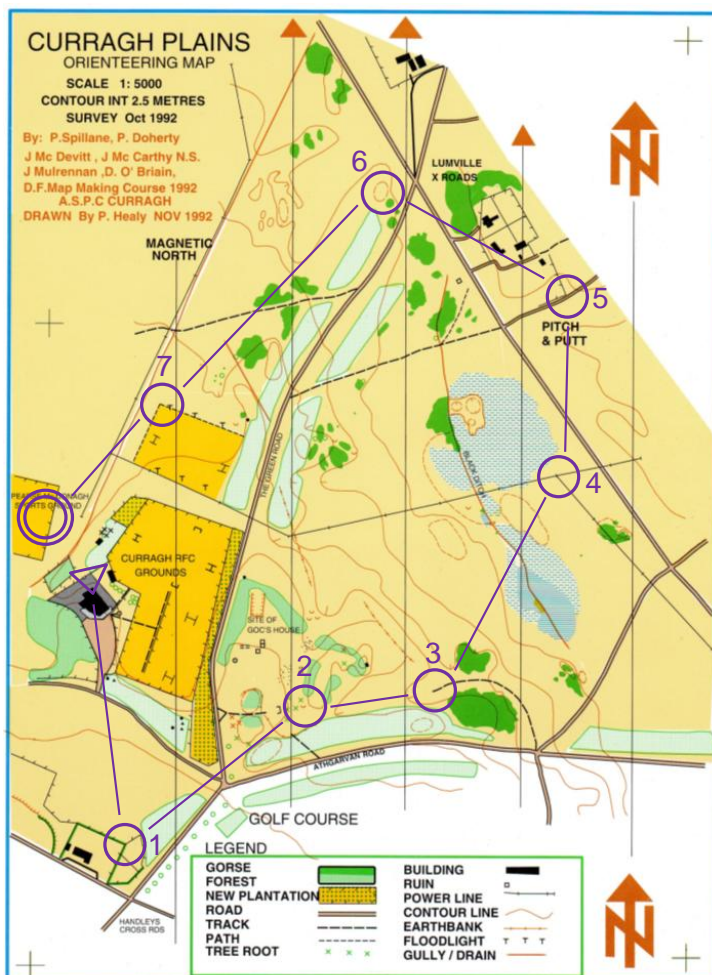 CURRAGH PLAINS
ORIENTEERING MAP
SCALE 1: 5000
CONTOUR INT 2.5 METRES
SURVEY Oct 1992
By: P.Spillane, P. Doherty
J Mc Devitt , J Mc Carthy N.S.
J Mulrennan ,D. O' Briain,
D.F.Map Making Course 1992
A.S.P.C CURRAGH
DRAWN By P. Healy NOV 1992
MAGNETIC
NORTH
N
6
LUMVILLE
X ROADS
5
PITCH
& PUTT
7
THE GREEN ROAD
BLACK DITCH
4
SPORTS GROUND
CURRAGH RFC
GROUNDS
SITE OF
GOC'S HOUSE
2
3
ATHGARVAN ROAD
1
GOLF COURSE
HANDLEYS
CROSS RDS
LEGEND
GORSE
FOREST
NEW PLANTATION
ROAD
TRACK
PATH
TREE ROOT
BUILDING
RUIN
POWER LINE
CONTOUR LINE
EARTHBANK
FLOODLIGHT
GULLY / DRAIN
N